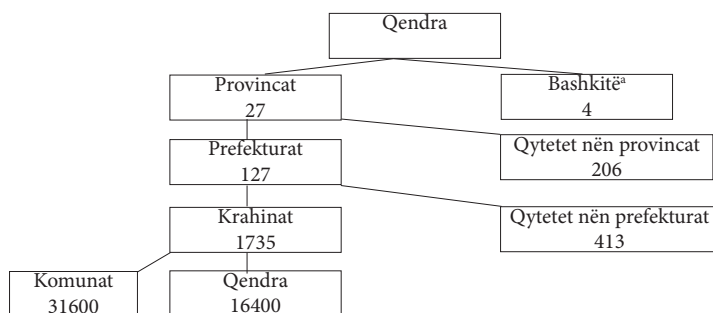 Qendra
Provincat
27
Bashkitëᵃ
4
Prefekturat
127
Qytetet nën provincat
206
Krahinat
1735
Qytetet nën prefekturat
413
Komunat
31600
Qendra
16400